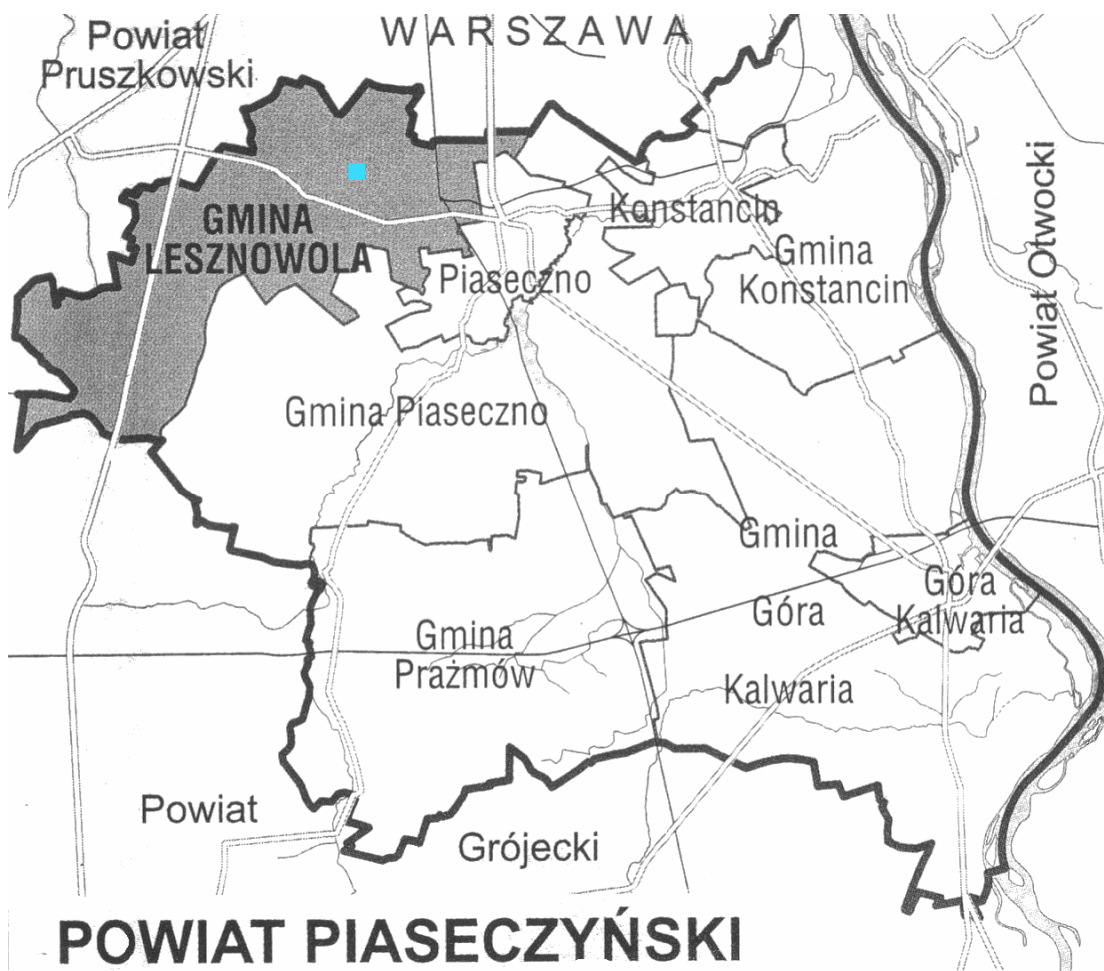 Powiat
Pruszkowski
WARSZAWA
GMINA
LESZNOWOLA
Piaseczno
Konstancin
Gmina
Konstancin
Powiat Otwocki
Gmina Piaseczno
Gmina
Góra
Kalwaria
Góra
Kalwaria
Gmina
Prażmów
Powiat
Grójecki
POWIAT PIASECZYŃSKI